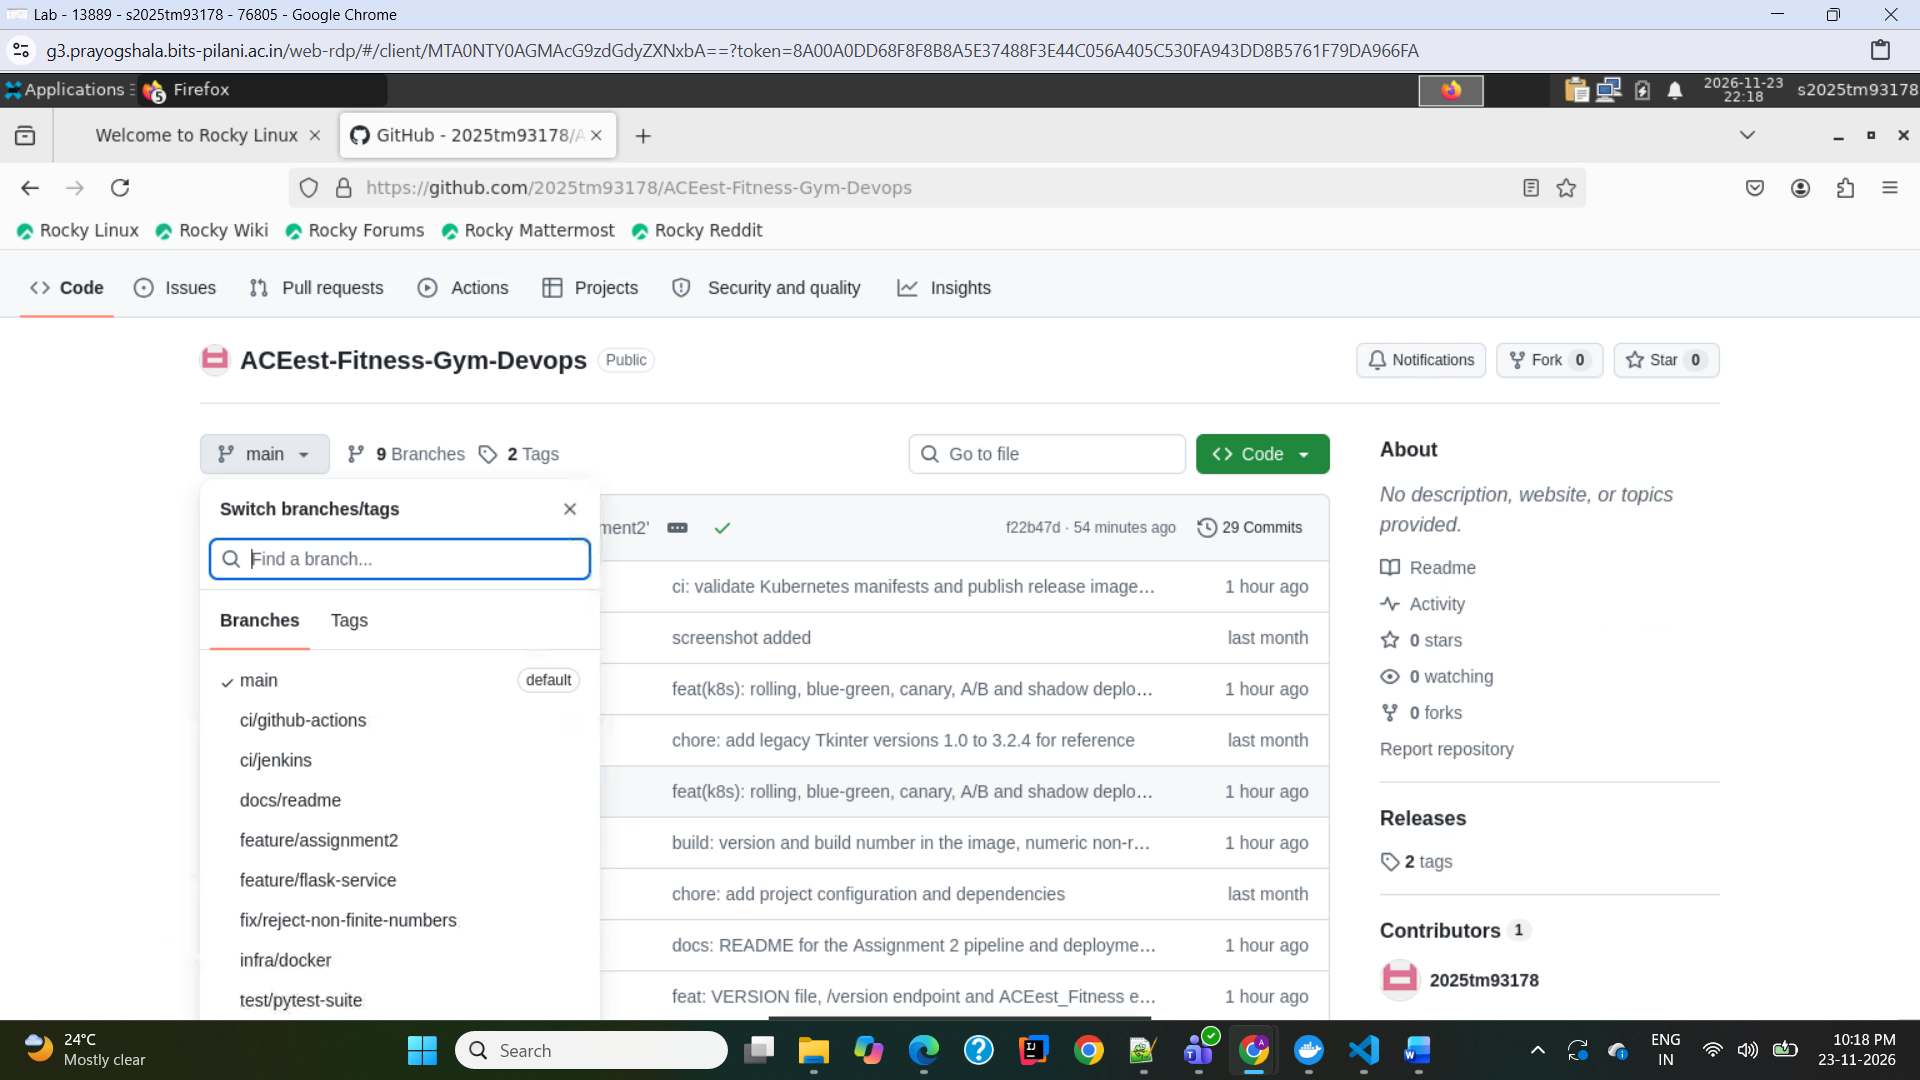 Lab - 13889 - s2025tm93178 - 76805 - Google Chrome
g3.prayogshala.bits-pilani.ac.in/web-rdp/#/client/MTA0NTY0AGMAcG9zdGdyZXNxbA==?token=8A00A0DD68F8F8B8A5E37488F3E44C056A405C530FA943DD8B5761F79DA966FA
Applications
5 Firefox
2026-11-23
22:18
s2025tm93178
Welcome to Rocky Linux
GitHub - 2025tm93178/A
https://github.com/2025tm93178/ACEest-Fitness-Gym-Devops
Rocky Linux Rocky Wiki Rocky Forums Rocky Mattermost Rocky Reddit
Code Issues Pull requests Actions Projects Security and quality Insights
ACEest-Fitness-Gym-Devops Public
Notifications Fork 0 Star 0
main 9 Branches 2 Tags
Go to file
Code
Switch branches/tags
Find a branch...
Branches Tags
main default
ci/github-actions
ci/jenkins
docs/readme
feature/assignment2
feature/flask-service
fix/reject-non-finite-numbers
infra/docker
test/pytest-suite
ment2' f22b47d · 54 minutes ago 29 Commits
ci: validate Kubernetes manifests and publish release image... 1 hour ago
screenshot added last month
feat(k8s): rolling, blue-green, canary, A/B and shadow deplo... 1 hour ago
chore: add legacy Tkinter versions 1.0 to 3.2.4 for reference last month
feat(k8s): rolling, blue-green, canary, A/B and shadow deplo... 1 hour ago
build: version and build number in the image, numeric non-r... 1 hour ago
chore: add project configuration and dependencies last month
docs: README for the Assignment 2 pipeline and deployme... 1 hour ago
feat: VERSION file, /version endpoint and ACEest_Fitness e... 1 hour ago
About
No description, website, or topics
provided.
Readme
Activity
0 stars
0 watching
0 forks
Report repository
Releases
2 tags
Contributors 1
2025tm93178
24°C
Mostly clear
Search
ENG
IN
10:18 PM
23-11-2026